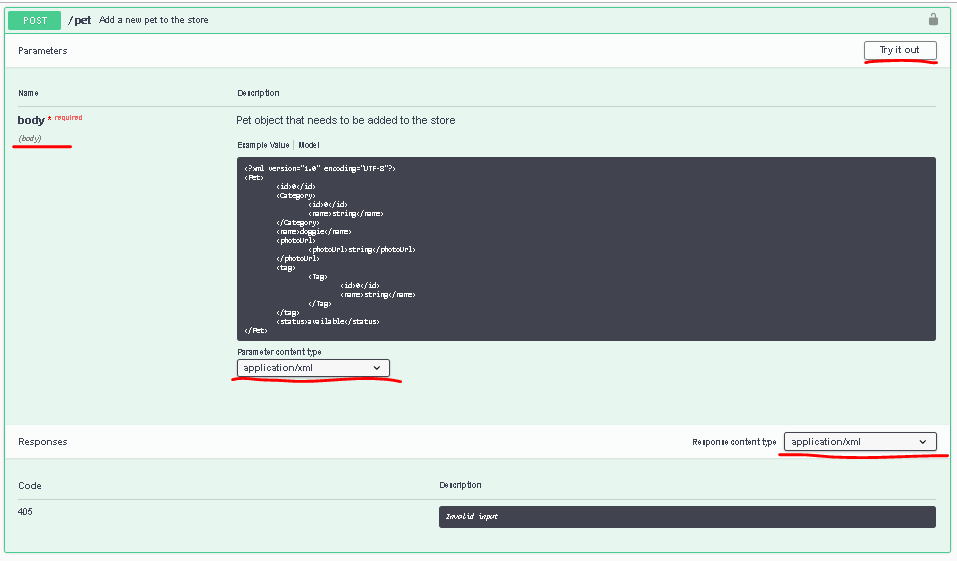 POST /pet Add a new pet to the store
Parameters Try it out
Name Description
body * required Pet object that needs to be added to the store
(body)
Example Value Model
<?xml version="1.0" encoding="UTF-8"?>
<Pet>
<id>0</id>
<Category>
<id>0</id>
<name>string</name>
</Category>
<name>doggie</name>
<photoUrl>
<photoUrl>string</photoUrl>
</photoUrl>
<tag>
<Tag>
<id>0</id>
<name>string</name>
</Tag>
</tag>
<status>available</status>
</Pet>
Parameter content type
application/xml
Responses Response content type application/xml
Code Description
405 Invalid input